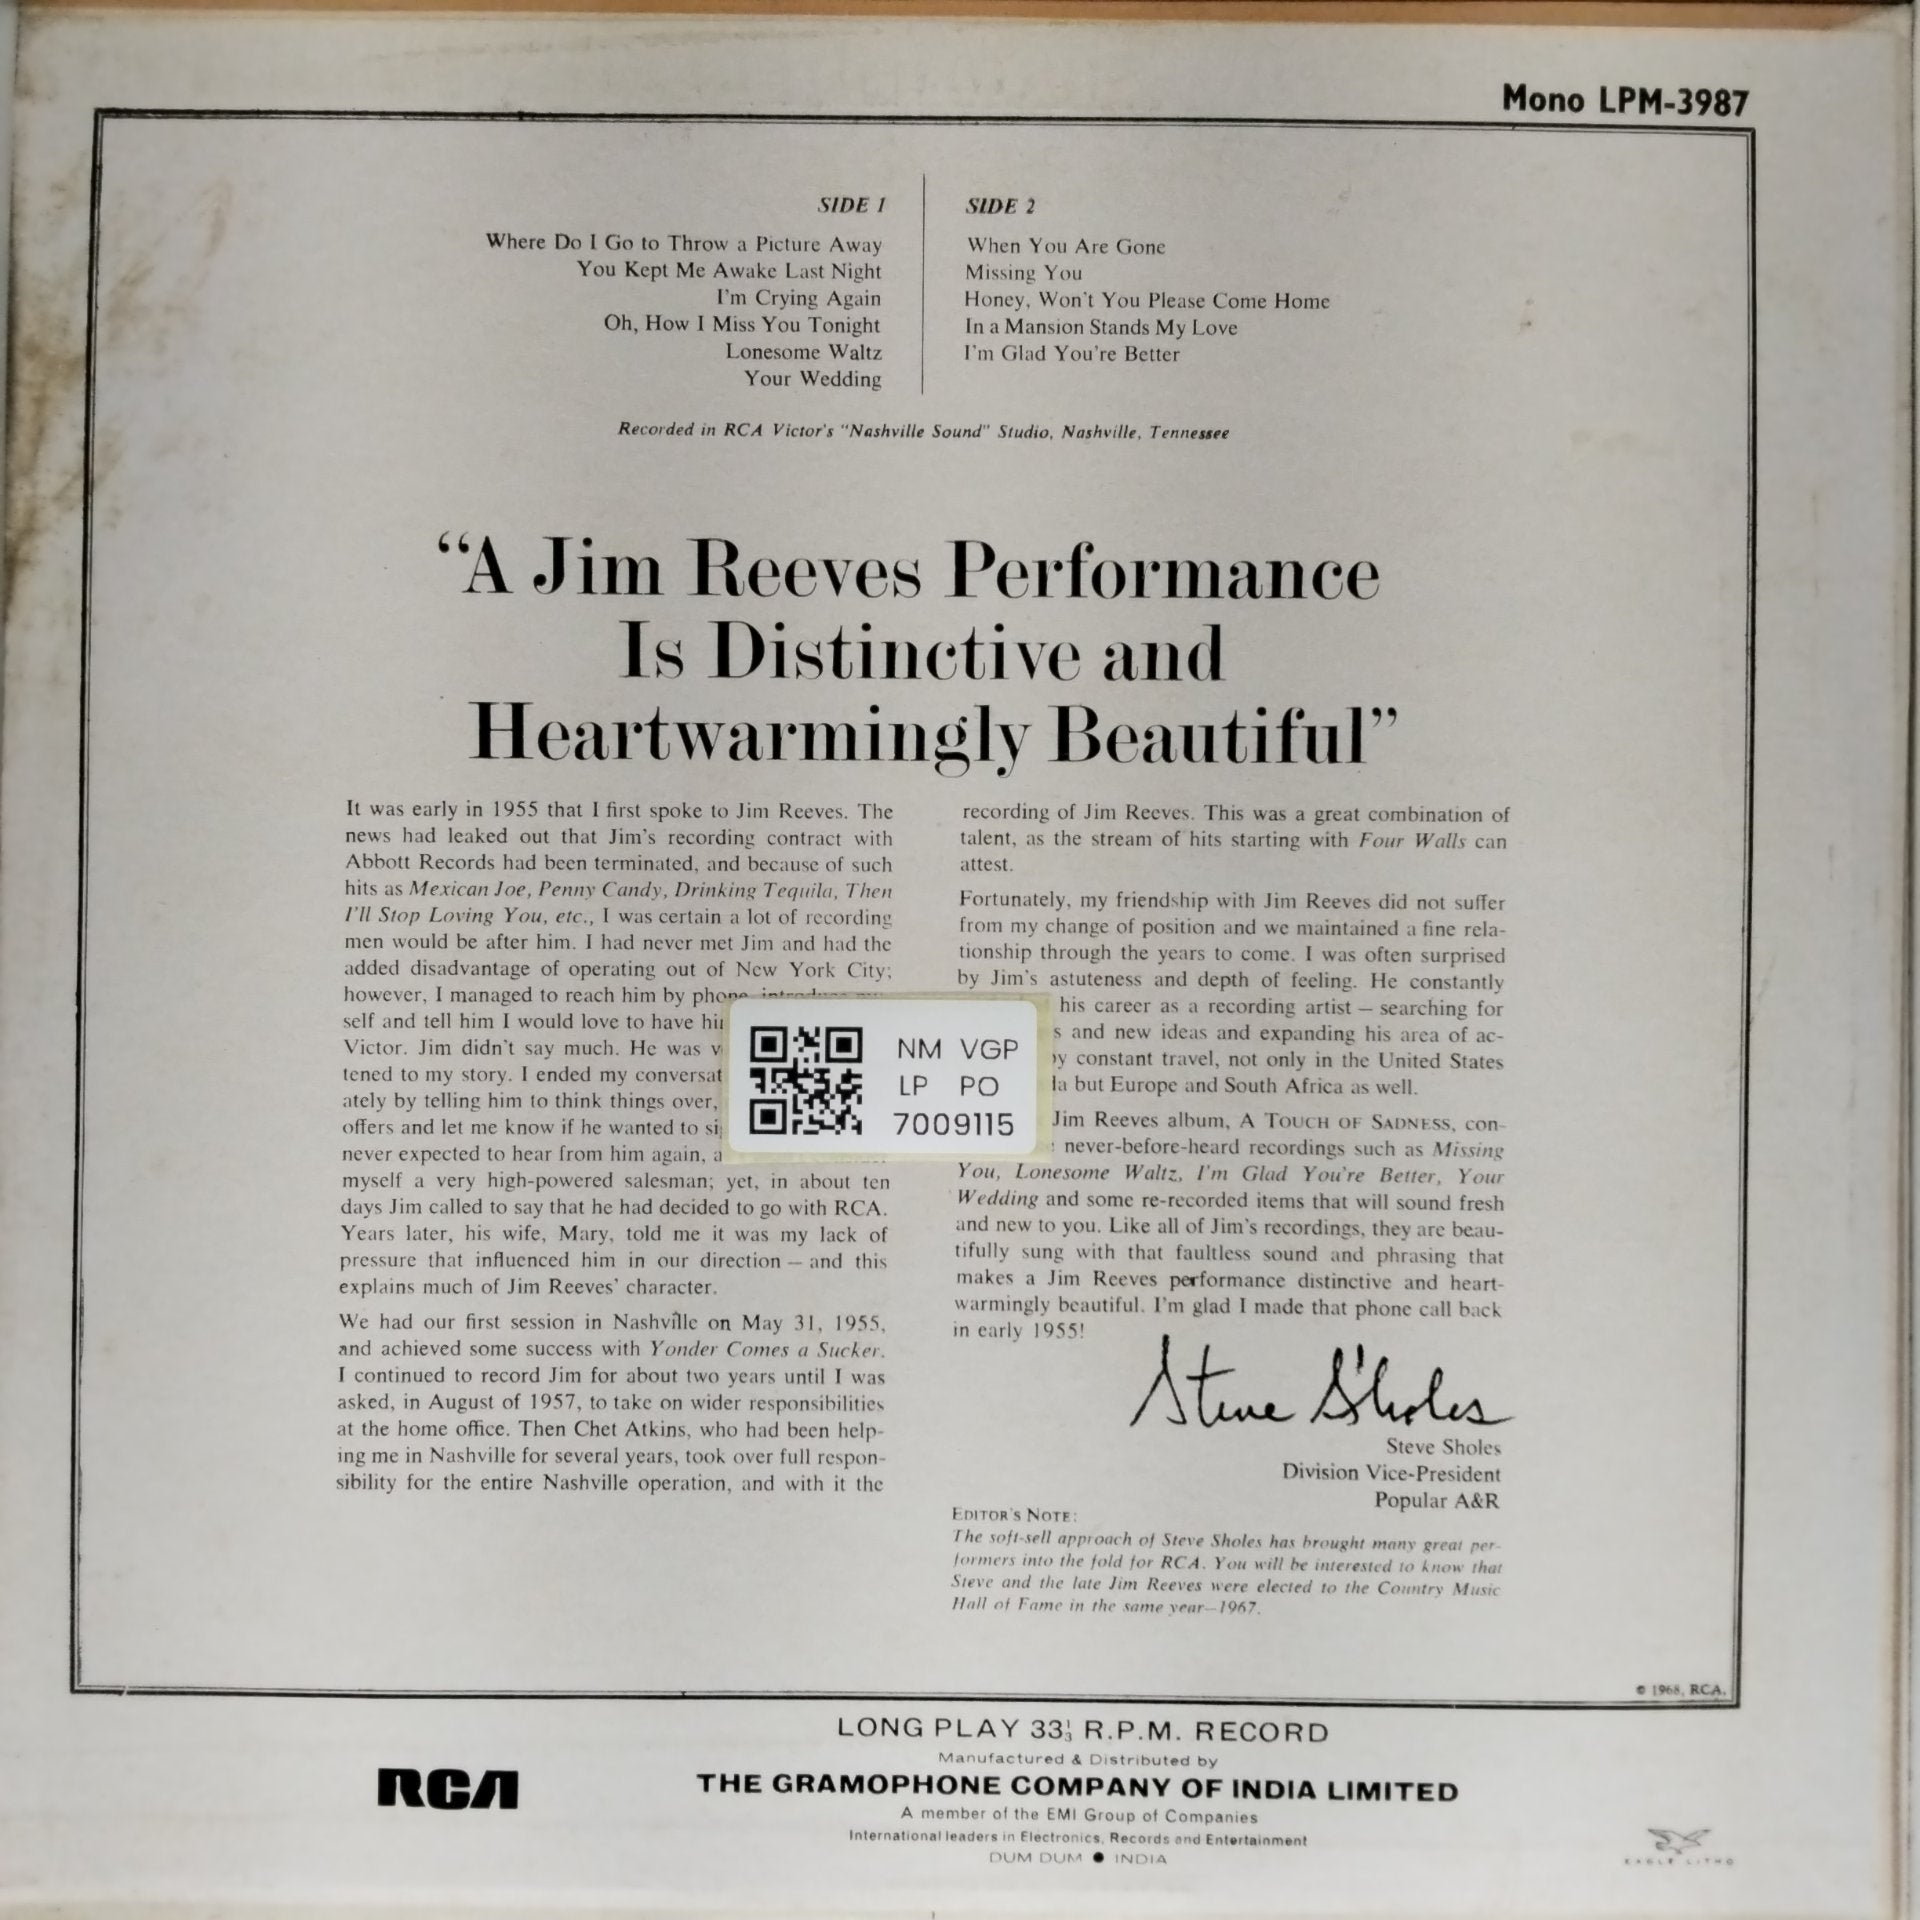 Mono LPM-3987
SIDE 1
Where Do I Go to Throw a Picture Away
You Kept Me Awake Last Night
I'm Crying Again
Oh, How I Miss You Tonight
Lonesome Waltz
Your Wedding
SIDE 2
When You Are Gone
Missing You
Honey, Won't You Please Come Home
In a Mansion Stands My Love
I'm Glad You're Better
Recorded in RCA Victor's "Nashville Sound" Studio, Nashville, Tennessee
“A Jim Reeves Performance
Is Distinctive and
Heartwarmingly Beautiful”
It was early in 1955 that I first spoke to Jim Reeves. The
news had leaked out that Jim's recording contract with
Abbott Records had been terminated, and because of such
hits as Mexican Joe, Penny Candy, Drinking Tequila, Then
I'll Stop Loving You, etc., I was certain a lot of recording
men would be after him. I had never met Jim and had the
added disadvantage of operating out of New York City;
however, I managed to reach him by phone,
self and tell him I would love to have
Victor. Jim didn't say much. He was
tened to my story. I ended my
ately by telling him to think things over,
offers and let me know if he wanted to
never expected to hear from him again,
myself a very high-powered salesman; yet, in about ten
days Jim called to say that he had decided to go with RCA.
Years later, his wife, Mary, told me it was my lack of
pressure that influenced him in our direction – and this
explains much of Jim Reeves' character.
We had our first session in Nashville on May 31, 1955,
and achieved some success with Yonder Comes a Sucker.
I continued to record Jim for about two years until I was
asked, in August of 1957, to take on wider responsibilities
at the home office. Then Chet Atkins, who had been help-
ing me in Nashville for several years, took over full respon-
sibility for the entire Nashville operation, and with it the
recording of Jim Reeves. This was a great combination of
talent, as the stream of hits starting with Four Walls can
attest.
Fortunately, my friendship with Jim Reeves did not suffer
from my change of position and we maintained a fine rela-
tionship through the years to come. I was often surprised
by Jim's astuteness and depth of feeling. He constantly
his career as a recording artist – searching for
and new ideas and expanding his area of ac-
constant travel, not only in the United States
but Europe and South Africa as well.
Jim Reeves album, A TOUCH OF SADNESS, con-
never-before-heard recordings such as Missing
You, Lonesome Waltz, I'm Glad You're Better, Your
Wedding and some re-recorded items that will sound fresh
and new to you. Like all of Jim's recordings, they are beau-
tifully sung with that faultless sound and phrasing that
makes a Jim Reeves performance distinctive and heart-
warmingly beautiful. I'm glad I made that phone call back
in early 1955!
Steve Sholes
Steve Sholes
Division Vice-President
Popular A&R
EDITOR'S NOTE:
The soft-sell approach of Steve Sholes has brought many great per-
formers into the fold for RCA. You will be interested to know that
Steve and the late Jim Reeves were elected to the Country Music
Hall of Fame in the same year–1967.
NM VGP
LP PO
7009115
© 1968, RCA.
LONG PLAY 33⅓ R.P.M. RECORD
Manufactured & Distributed by
THE GRAMOPHONE COMPANY OF INDIA LIMITED
A member of the EMI Group of Companies
International leaders in Electronics, Records and Entertainment
DUM DUM ● INDIA
RCA
EAGLE LITHO